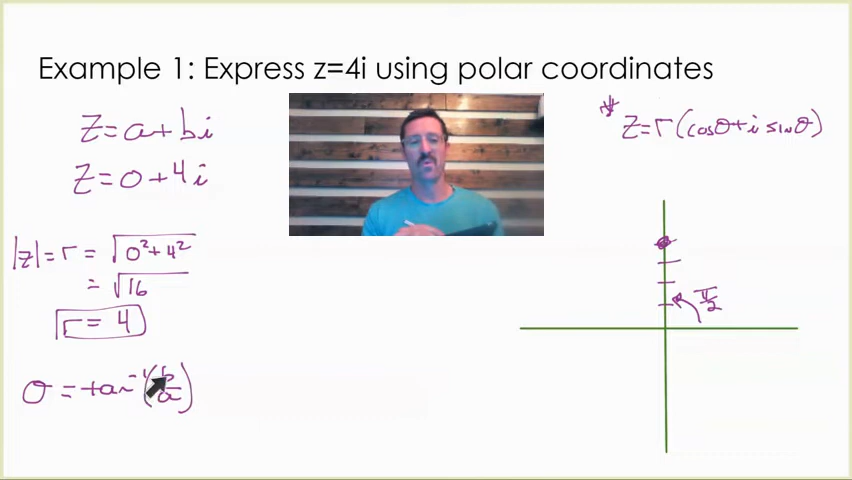 Example 1: Express z=4i using polar coordinates
z=a+bi
z=0+4i
|z|=r=√(0²+4²)
=√16
r=4
θ=tan⁻¹(b/a)
* z=r(cosθ+i sinθ)
π/2